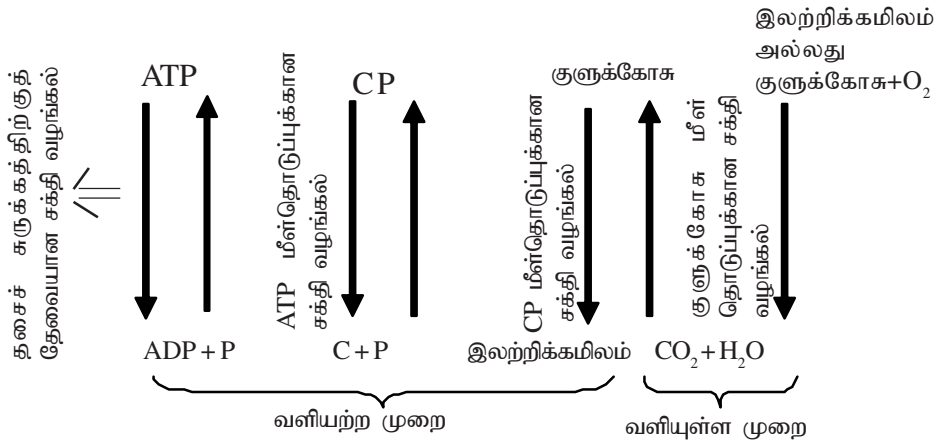 இலற்றிக்கமிலம்
அல்லது
குளுக்கோசு+O₂
ATP
CP
குளுக்கோசு
திசைச் சுருக்கத்திற்குத்
தேவையான சக்தி வழங்கல்
ATP மீள்தொடுப்புக்கான
சக்தி வழங்கல்
CP மீள்தொடுப்புக்கான
சக்தி வழங்கல்
குளுக்கோசு மீள்
தொடுப்புக்கான சக்தி
வழங்கல்
ADP+P
C+P
இலற்றிக்கமிலம்
CO₂+H₂O
வளியற்ற முறை
வளியுள்ள முறை